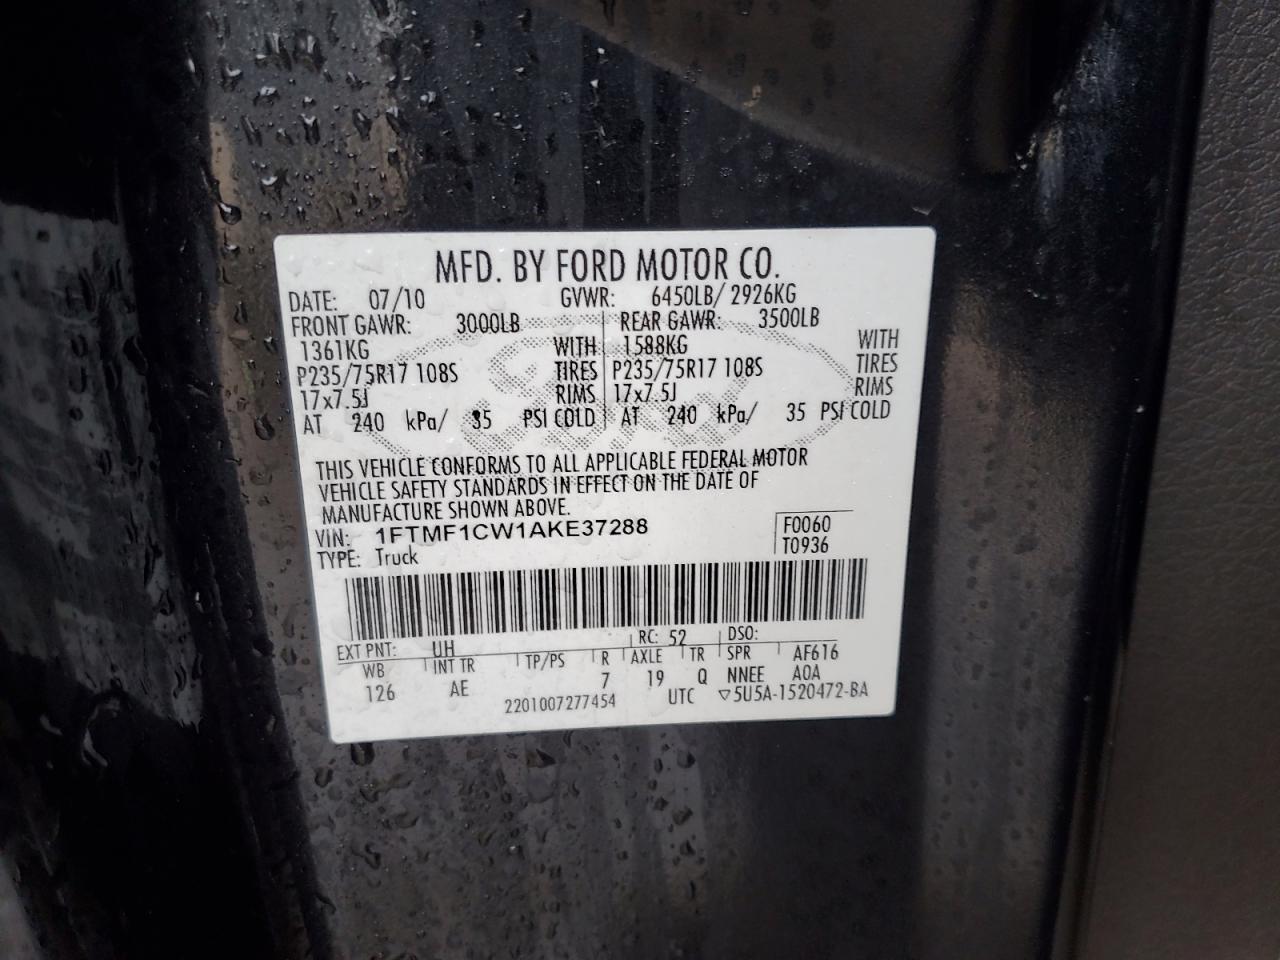 MFD. BY FORD MOTOR CO.
DATE: 07/10 GVWR: 6450LB/ 2926KG
FRONT GAWR: 3000LB REAR GAWR: 3500LB
1361KG WITH 1588KG WITH
P235/75R17 108S TIRES P235/75R17 108S TIRES
17x7.5J RIMS 17x7.5J RIMS
AT 240 kPa/ 35 PSI COLD AT 240 kPa/ 35 PSI COLD
THIS VEHICLE CONFORMS TO ALL APPLICABLE FEDERAL MOTOR
VEHICLE SAFETY STANDARDS IN EFFECT ON THE DATE OF
MANUFACTURE SHOWN ABOVE.
VIN: 1FTMF1CW1AKE37288 F0060
TYPE: Truck T0936
EXT PNT: UH RC: 52 DSO:
WB INT TR TP/PS R AXLE TR SPR AF616
126 AE 7 19 Q NNEE A0A
2201007277454 UTC ▽5U5A-1520472-BA